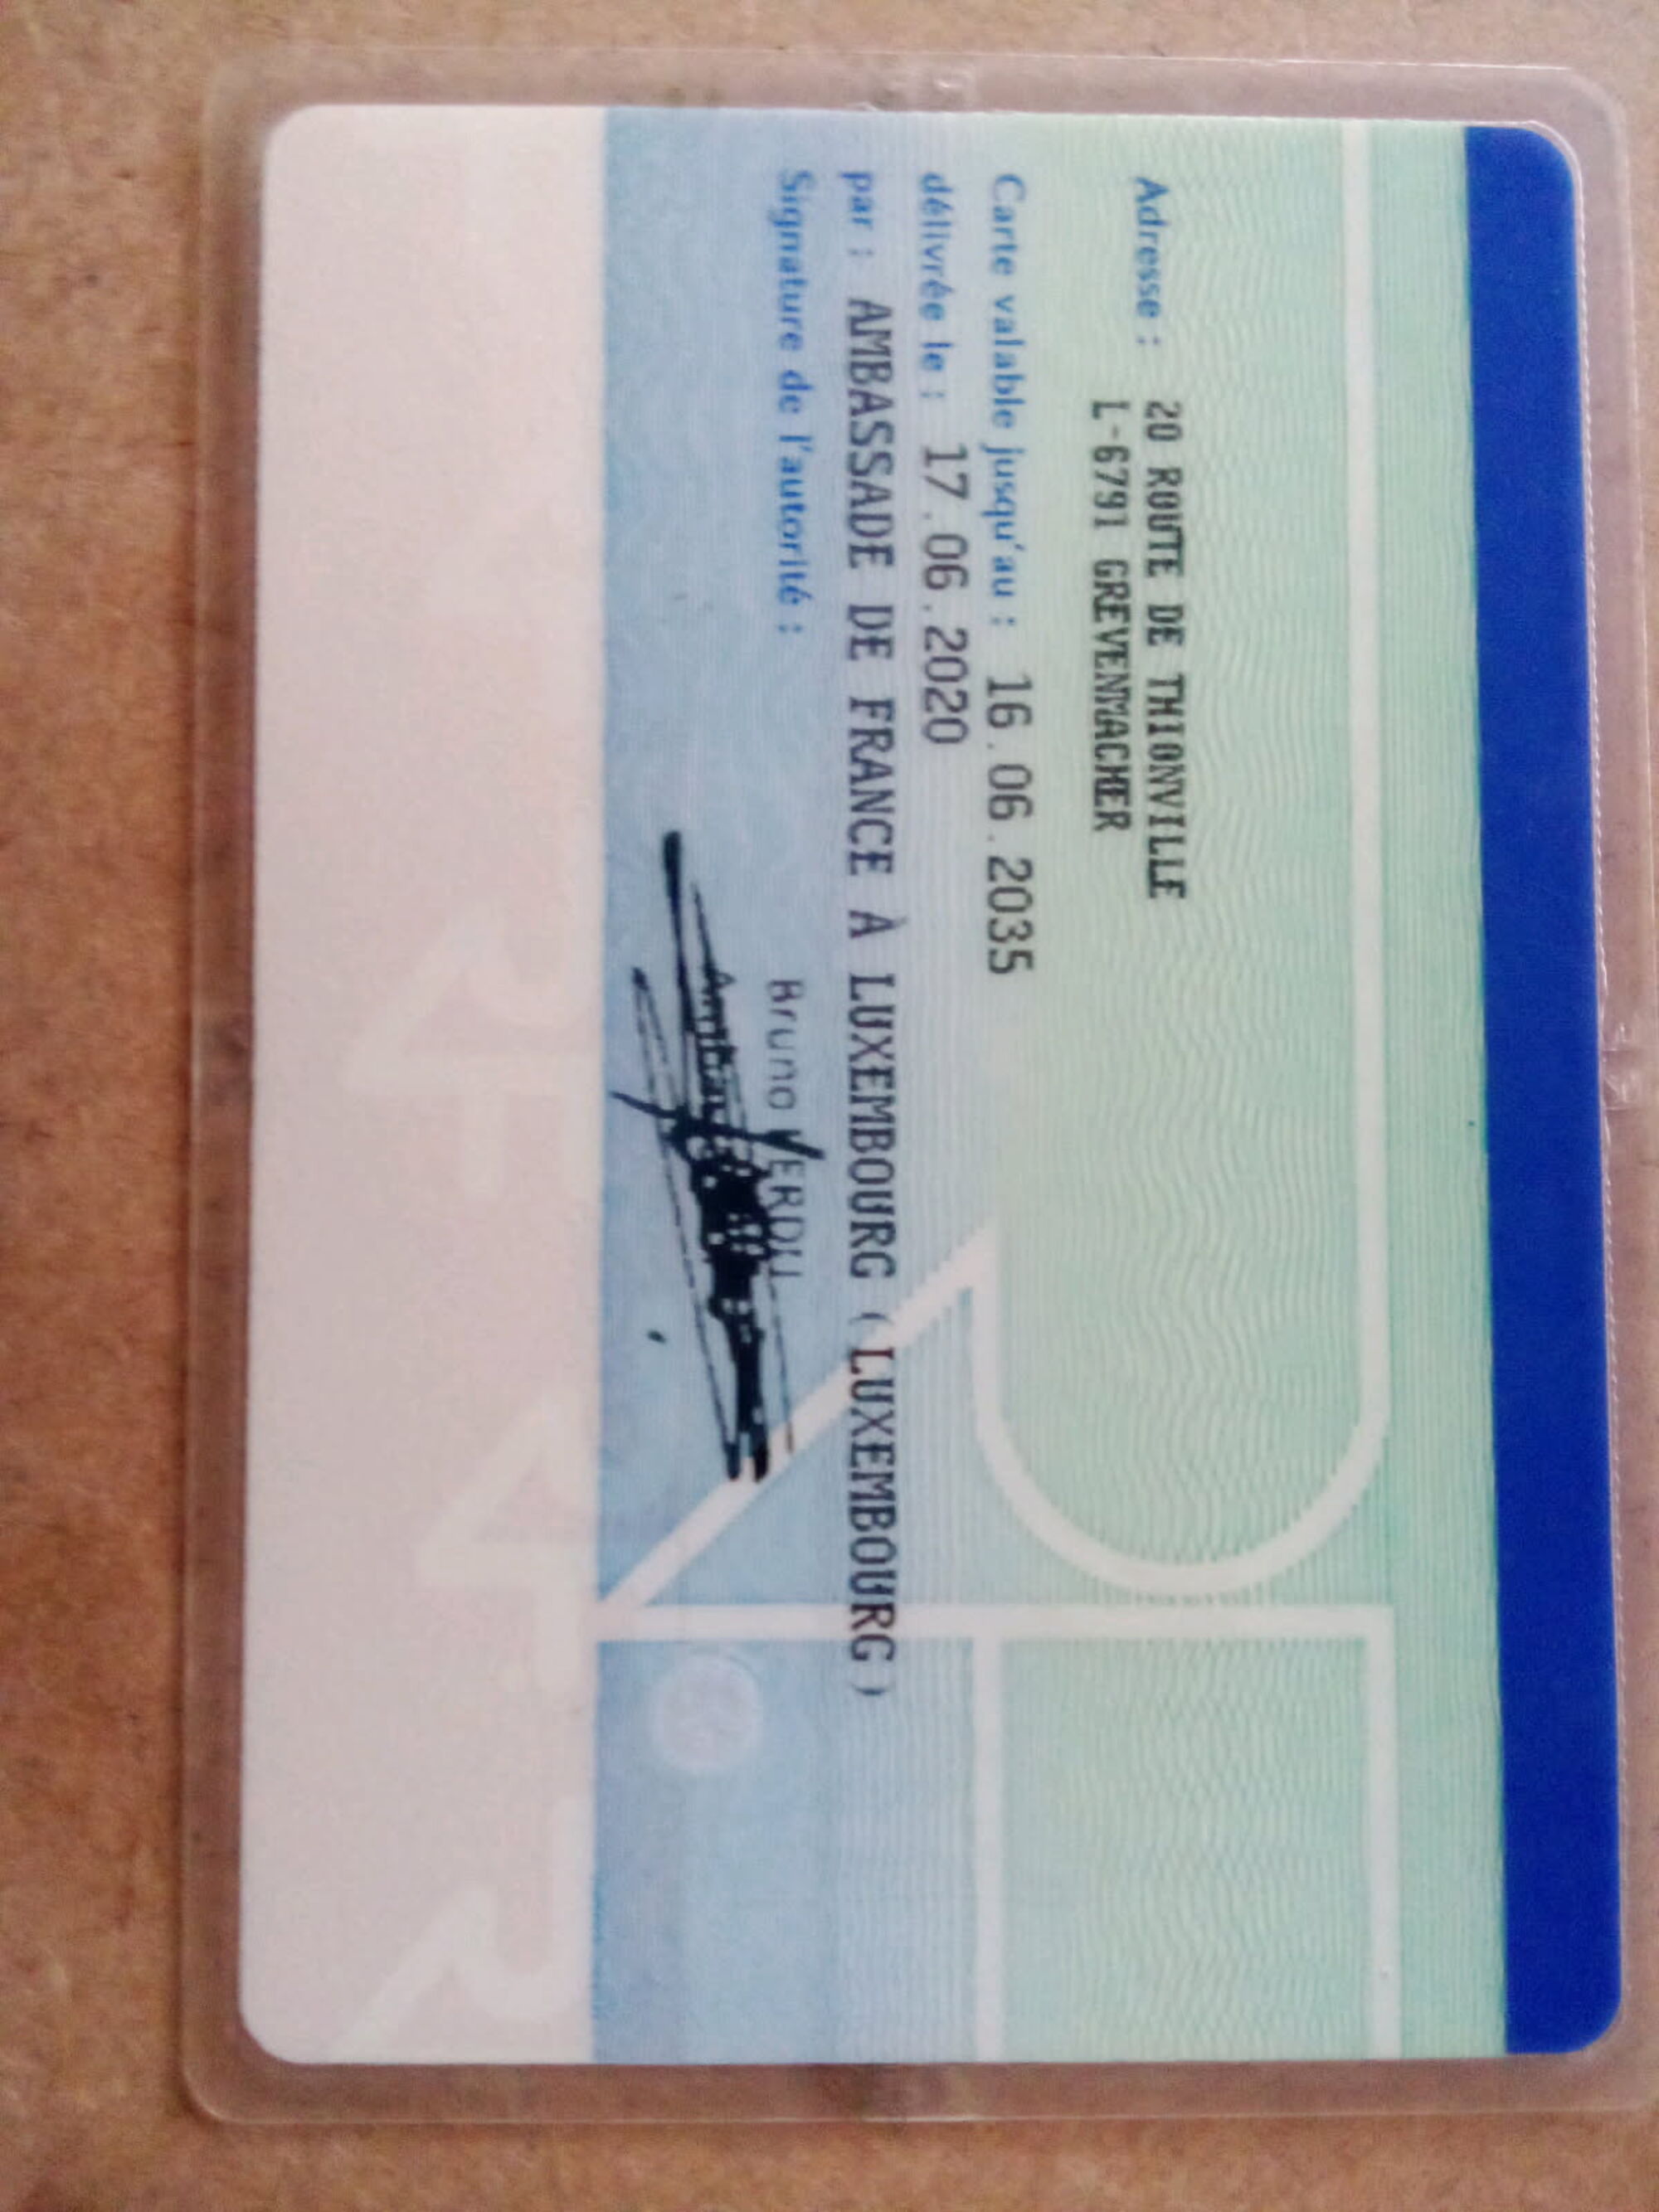 Adresse : 20 ROUTE DE THIONVILLE
L-6791 GREVENMACHER
Carte valable jusqu'au : 16.06.2035
délivrée le : 17.06.2020
par : AMBASSADE DE FRANCE À LUXEMBOURG (LUXEMBOURG)
Signature de l'autorité :
Bruno VERDU